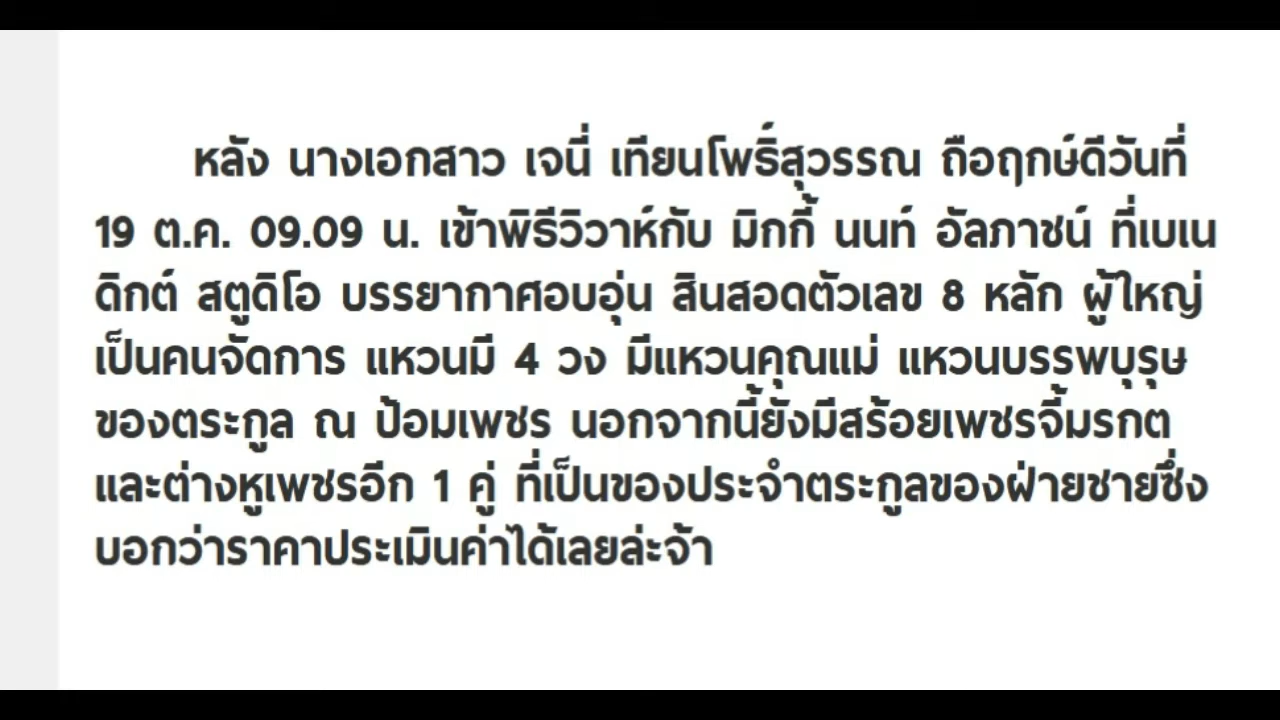 หลัง นางเอกสาว เจนี่ เทียนโพธิ์สุวรรณ ถือฤกษ์ดีวันที่
19 ต.ค. 09.09 น. เข้าพิธีวิวาห์กับ มิกกี้ นนท์ อัลภาชน์ ที่เบเน
ดิกต์ สตูดิโอ บรรยากาศอบอุ่น สินสอดตัวเลข 8 หลัก ผู้ใหญ่
เป็นคนจัดการ แหวนมี 4 วง มีแหวนคุณแม่ แหวนบรรพบุรุษ
ของตระกูล ณ ป้อมเพชร นอกจากนี้ยังมีสร้อยเพชรจี้มรกต
และต่างหูเพชรอีก 1 คู่ ที่เป็นของประจำตระกูลของฝ่ายชายซึ่ง
บอกว่าราคาประเมินค่าได้เลยล่ะจ้า